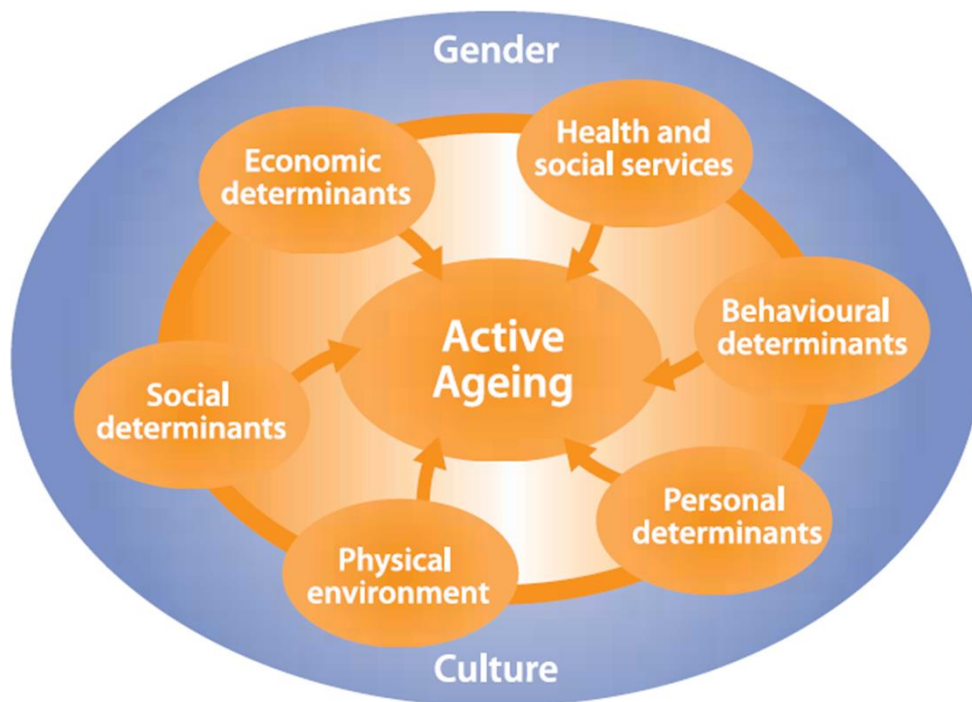 Gender
Economic
determinants
Health and
social services
Behavioural
determinants
Active
Ageing
Social
determinants
Personal
determinants
Physical
environment
Culture